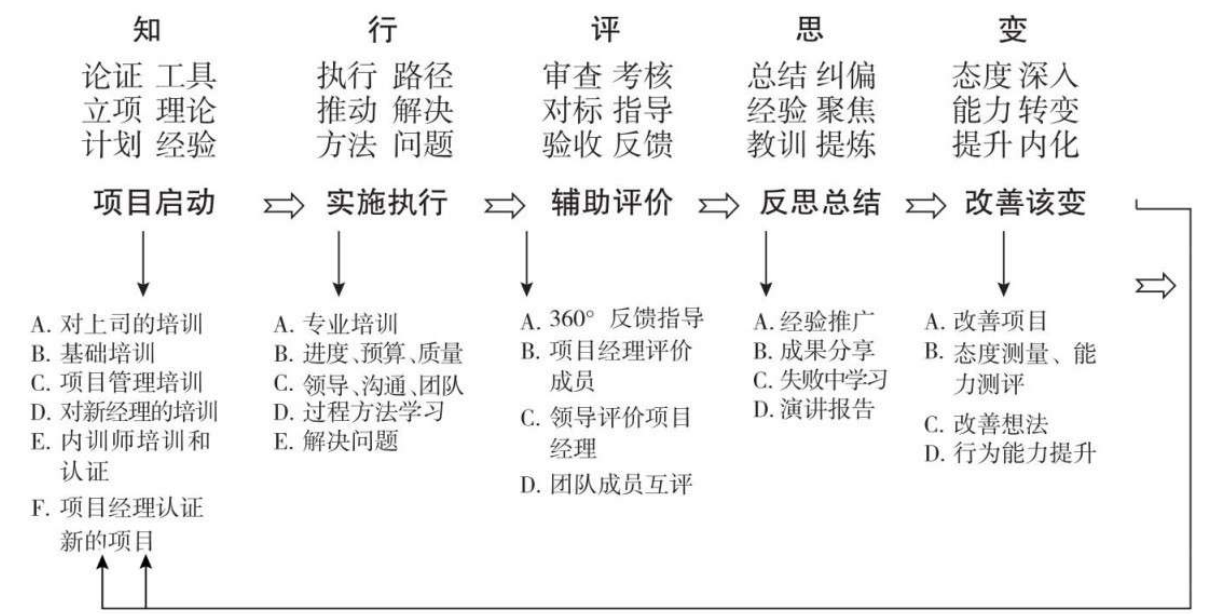 知 行 评 思 变
论证 工具 执行 路径 审查 考核 总结 纠偏 态度 深入
立项 理论 推动 解决 对标 指导 经验 聚焦 能力 转变
计划 经验 方法 问题 验收 反馈 教训 提炼 提升 内化
项目启动 实施执行 辅助评价 反思总结 改善该变
A. 对上司的培训
B. 基础培训
C. 项目管理培训
D. 对新经理的培训
E. 内训师培训和
认证
F. 项目经理认证
新的项目
A. 专业培训
B. 进度、预算、质量
C. 领导、沟通、团队
D. 过程方法学习
E. 解决问题
A. 360° 反馈指导
B. 项目经理评价
成员
C. 领导评价项目
经理
D. 团队成员互评
A. 经验推广
B. 成果分享
C. 失败中学习
D. 演讲报告
A. 改善项目
B. 态度测量、能
力测评
C. 改善想法
D. 行为能力提升